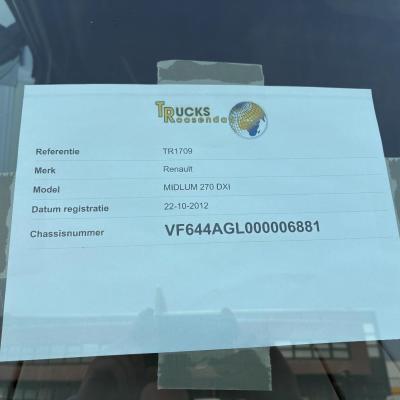 TRUCKS
Roosendaal
Referentie TR1709
Merk Renault
Model MIDLUM 270 DXI
Datum registratie 22-10-2012
Chassisnummer VF644AGL000006881